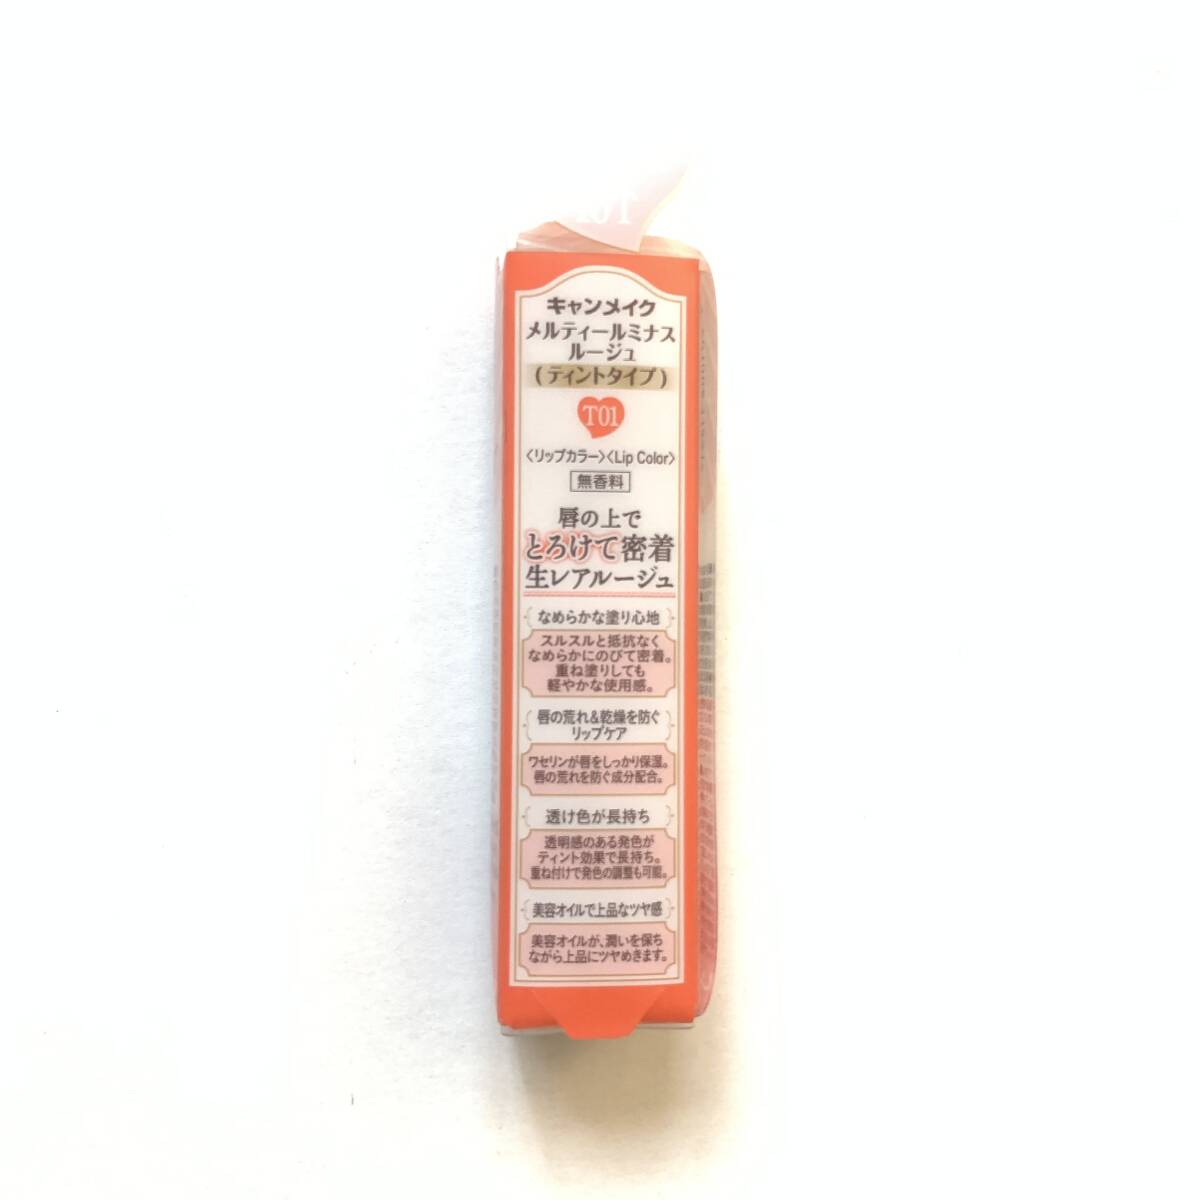 キャンメイク
メルティールミナス
ルージュ
(ティントタイプ)
T01
〈リップカラー〉〈Lip Color〉
無香料
唇の上で
とろけて密着
生レアルージュ
なめらかな塗り心地
スルスルと抵抗なく
なめらかにのびて密着。
重ね塗りしても
軽やかな使用感。
唇の荒れ&乾燥を防ぐ
リップケア
ワセリンが唇をしっかり保湿。
唇の荒れを防ぐ成分配合。
透け色が長持ち
透明感のある発色が
ティント効果で長持ち。
重ね付けで発色の調整も可能。
美容オイルで上品なツヤ感
美容オイルが、潤いを保ち
ながら上品にツヤめきます。